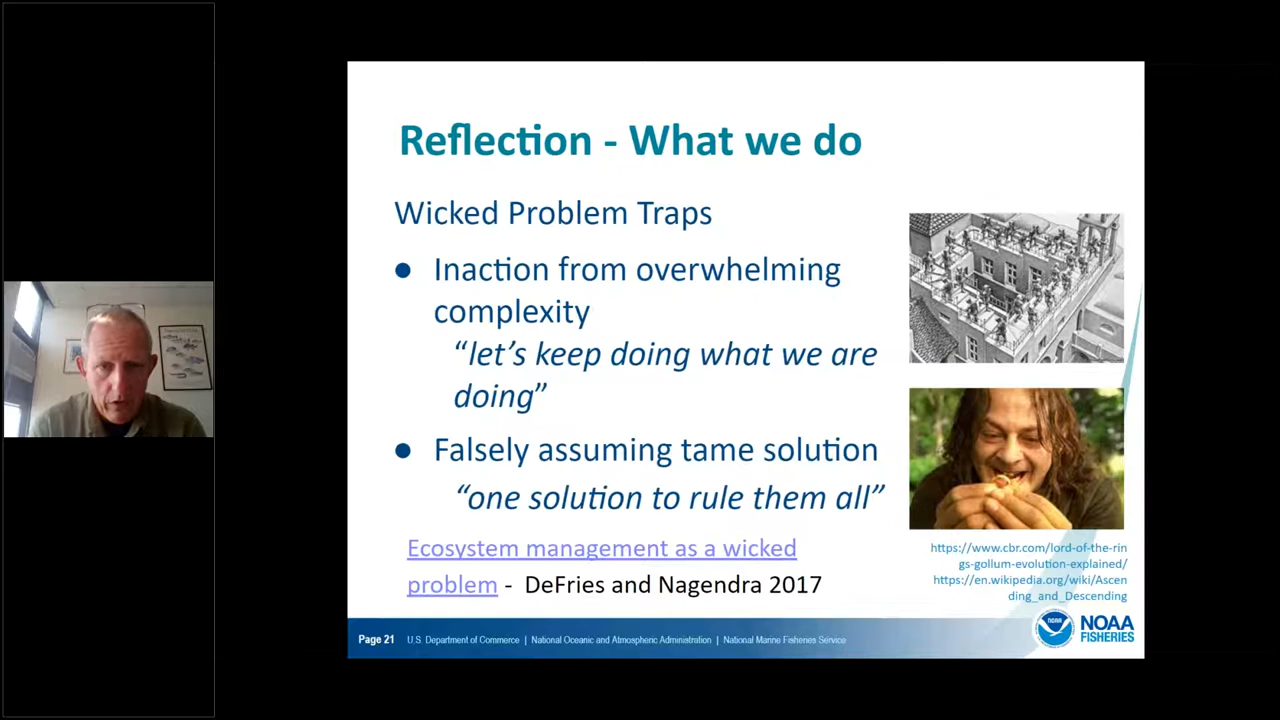 Reflection - What we do
Wicked Problem Traps
● Inaction from overwhelming
complexity
“let’s keep doing what we are
doing”
● Falsely assuming tame solution
“one solution to rule them all”
Ecosystem management as a wicked
problem - DeFries and Nagendra 2017
https://www.cbr.com/lord-of-the-rin
gs-gollum-evolution-explained/
https://en.wikipedia.org/wiki/Ascen
ding_and_Descending
Page 21 U.S. Department of Commerce | National Oceanic and Atmospheric Administration | National Marine Fisheries Service
NOAA
NOAA
FISHERIES